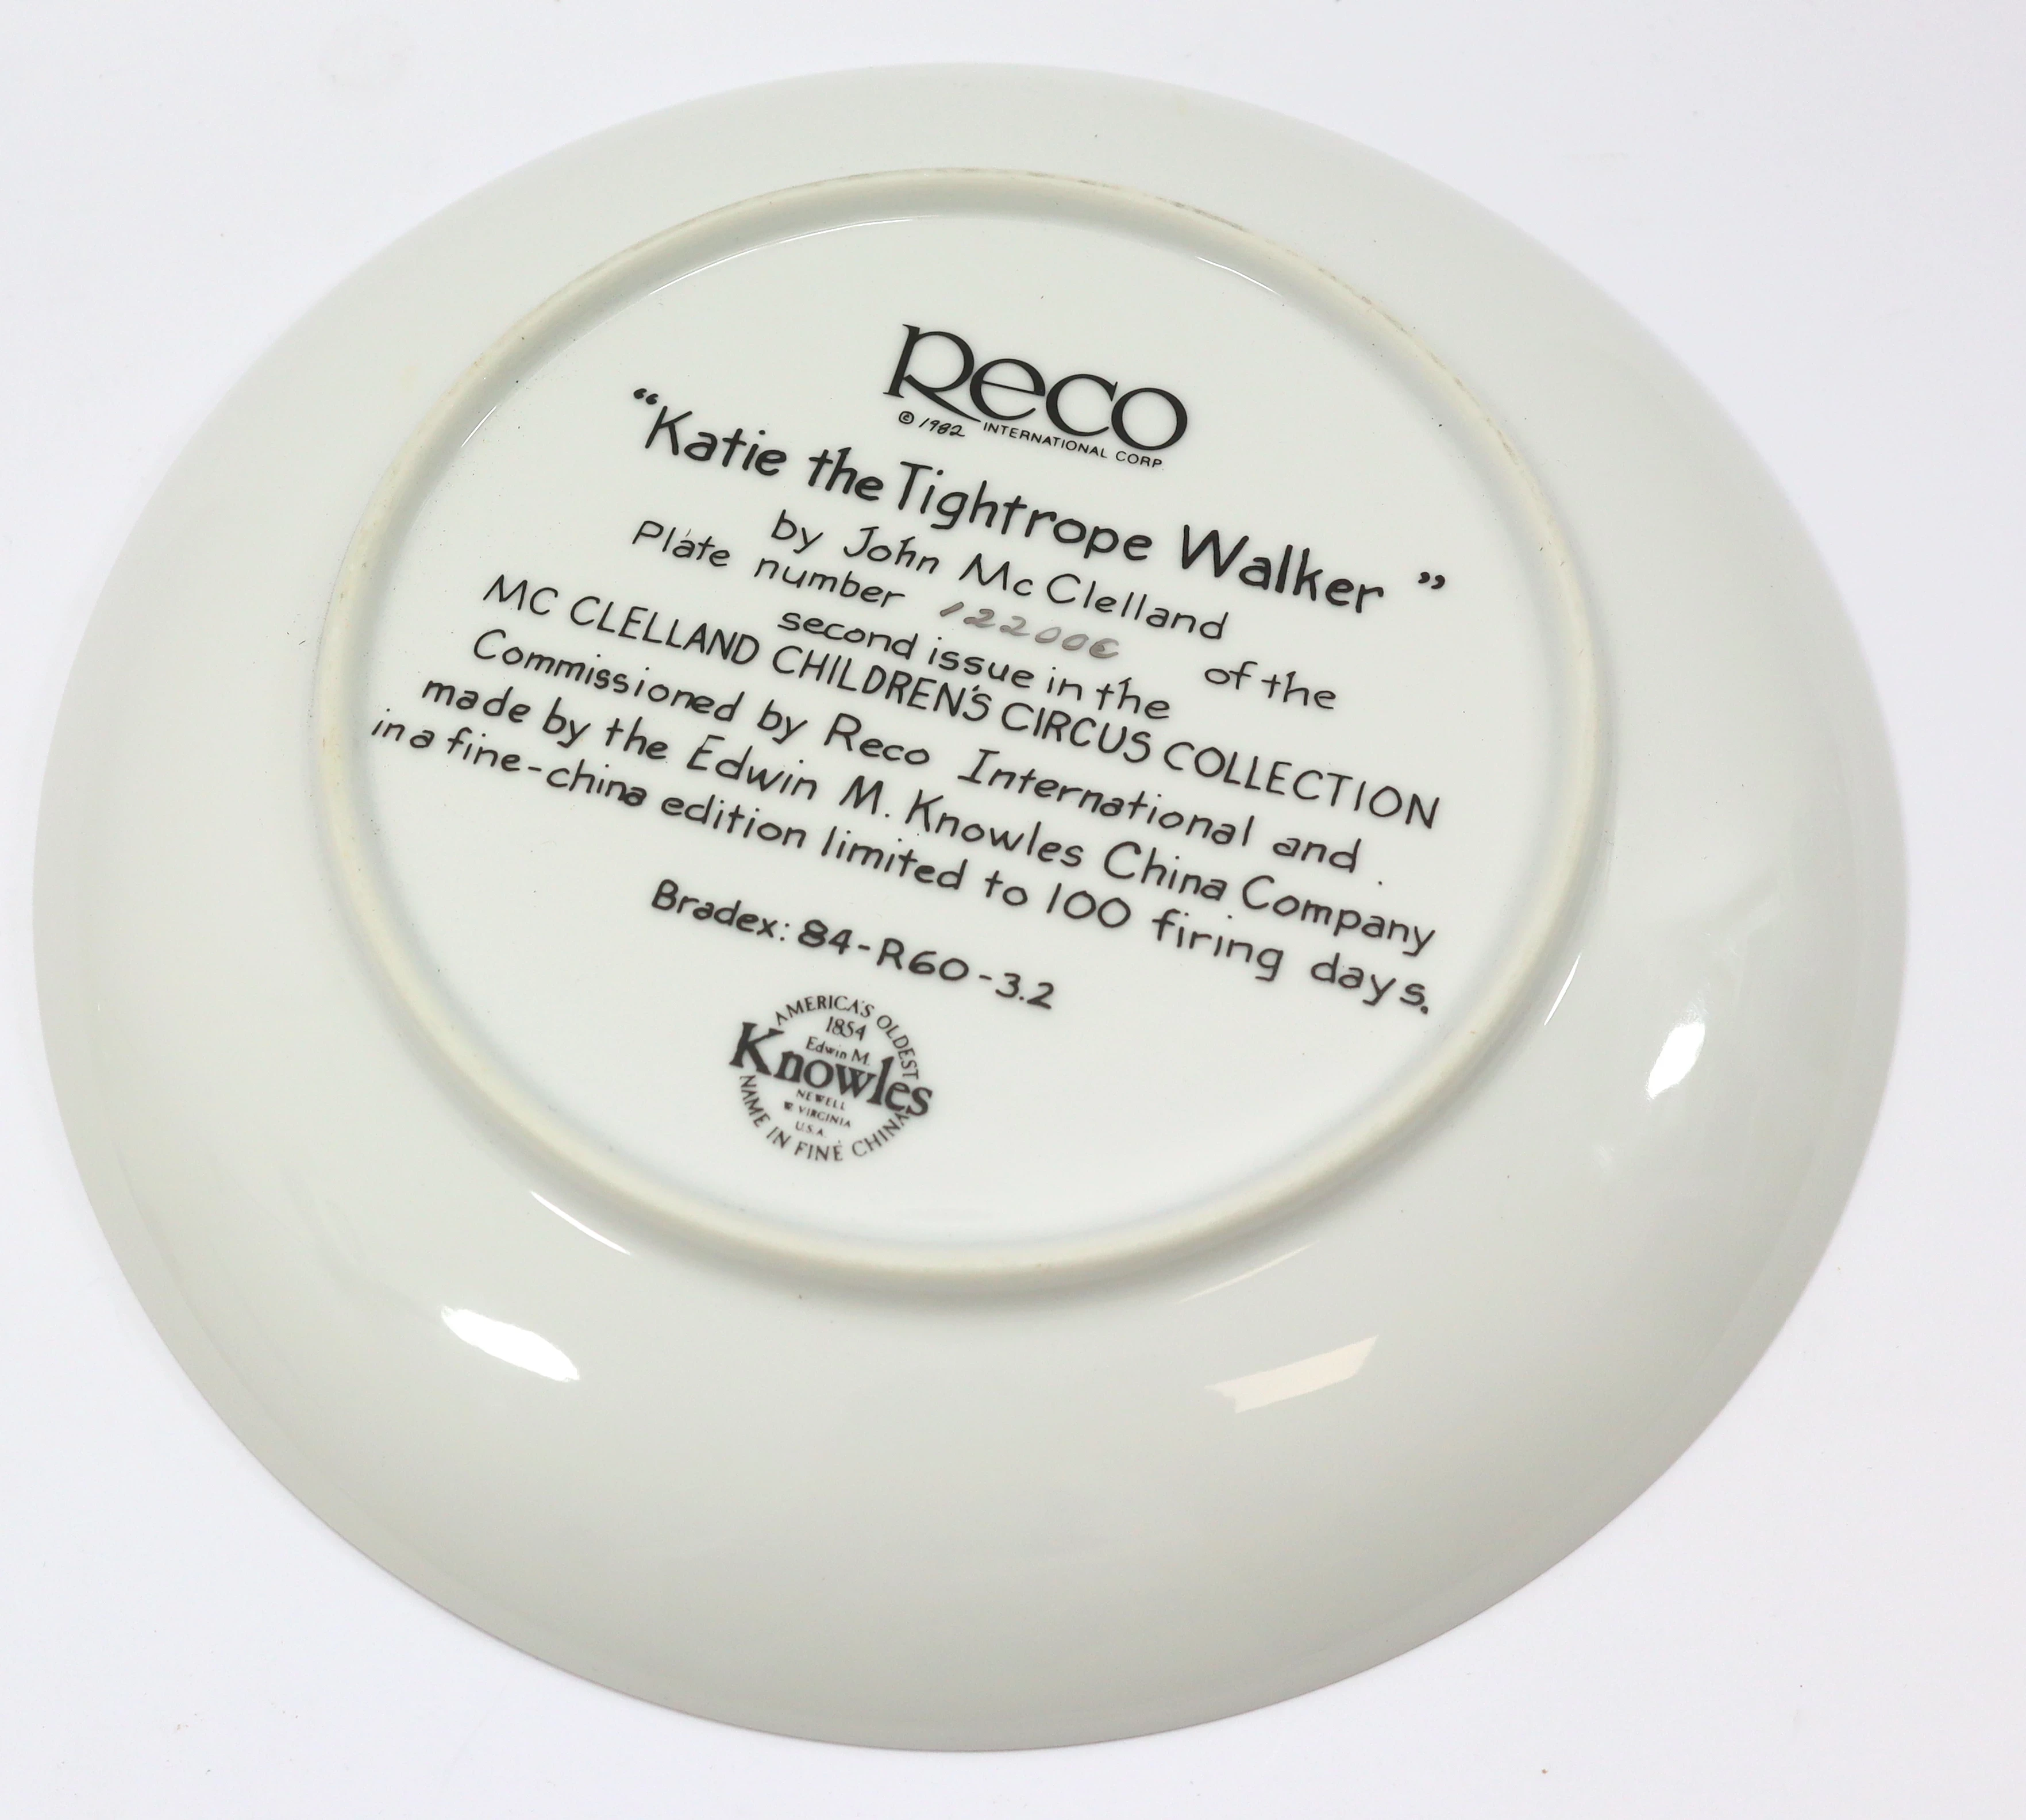 Reco
© 1982 INTERNATIONAL CORP.
“Katie the Tightrope Walker”
by John McClelland
Plate number 12200E of the
second issue in the
MC CLELLAND CHILDREN'S CIRCUS COLLECTION
Commissioned by Reco International and
made by the Edwin M. Knowles China Company
in a fine-china edition limited to 100 firing days.
Bradex: 84-R60-3.2
AMERICA'S OLDEST
1854
Edwin M.
Knowles
NEWELL
W VIRGINIA
U.S.A.
NAME IN FINE CHINA